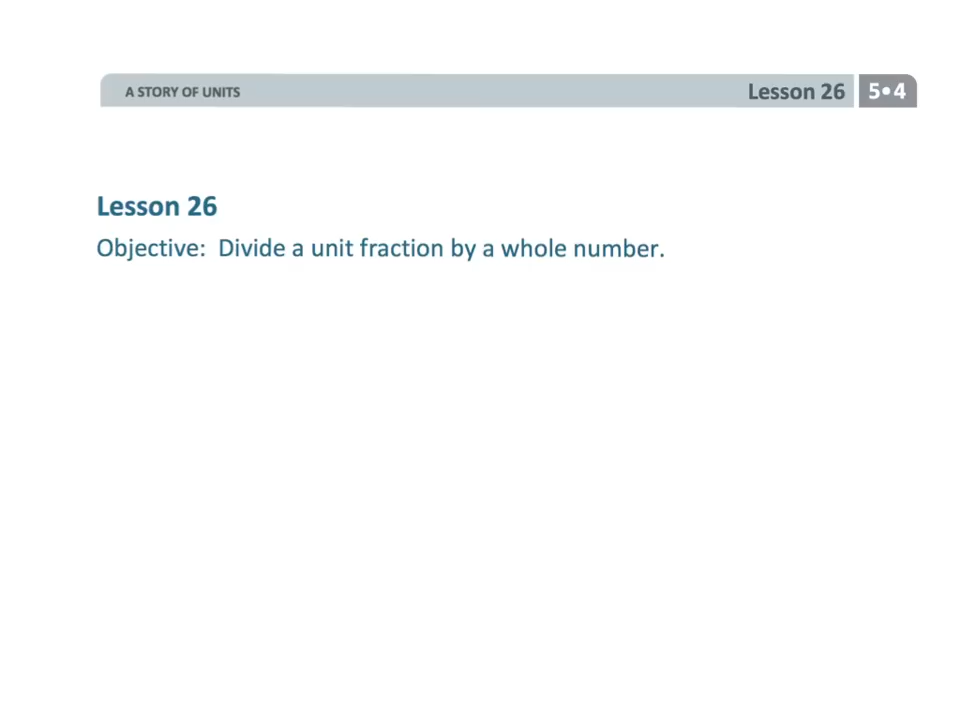 A STORY OF UNITS Lesson 26 5•4
Lesson 26
Objective: Divide a unit fraction by a whole number.